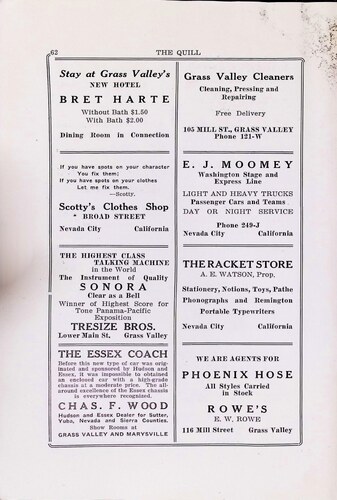 62
THE QUILL
Stay at Grass Valley's
NEW HOTEL
BRET HARTE
Without Bath $1.50
With Bath $2.00
Dining Room in Connection
If you have spots on your character
You fix them;
If you have spots on your clothes
Let me fix them.
—Scotty.
Scotty's Clothes Shop
BROAD STREET
Nevada City California
THE HIGHEST CLASS
TALKING MACHINE
in the World
The Instrument of Quality
SONORA
Clear as a Bell
Winner of Highest Score for
Tone Panama-Pacific
Exposition
TRESIZE BROS.
Lower Main St. Grass Valley
THE ESSEX COACH
Before this new type of car was orig-
inated and sponsored by Hudson and
Essex, it was impossible to obtained
an enclosed car with a high-grade
chassis at a moderate price. The all-
around excellence of the Essex chassis
is everywhere recognized.
CHAS. F. WOOD
Hudson and Essex Dealer for Sutter,
Yuba, Nevada and Sierra Counties.
Show Rooms at
GRASS VALLEY AND MARYSVILLE
Grass Valley Cleaners
Cleaning, Pressing and
Repairing
Free Delivery
105 MILL ST., GRASS VALLEY
Phone 121-W
E. J. MOOMEY
Washington Stage and
Express Line
LIGHT AND HEAVY TRUCKS
Passenger Cars and Teams
DAY OR NIGHT SERVICE
Phone 249-J
Nevada City California
THE RACKET STORE
A. E. WATSON, Prop.
Stationery, Notions, Toys, Pathe
Phonographs and Remington
Portable Typewriters
Nevada City California
WE ARE AGENTS FOR
PHOENIX HOSE
All Styles Carried
in Stock
ROWE'S
E. W. ROWE
116 Mill Street Grass Valley